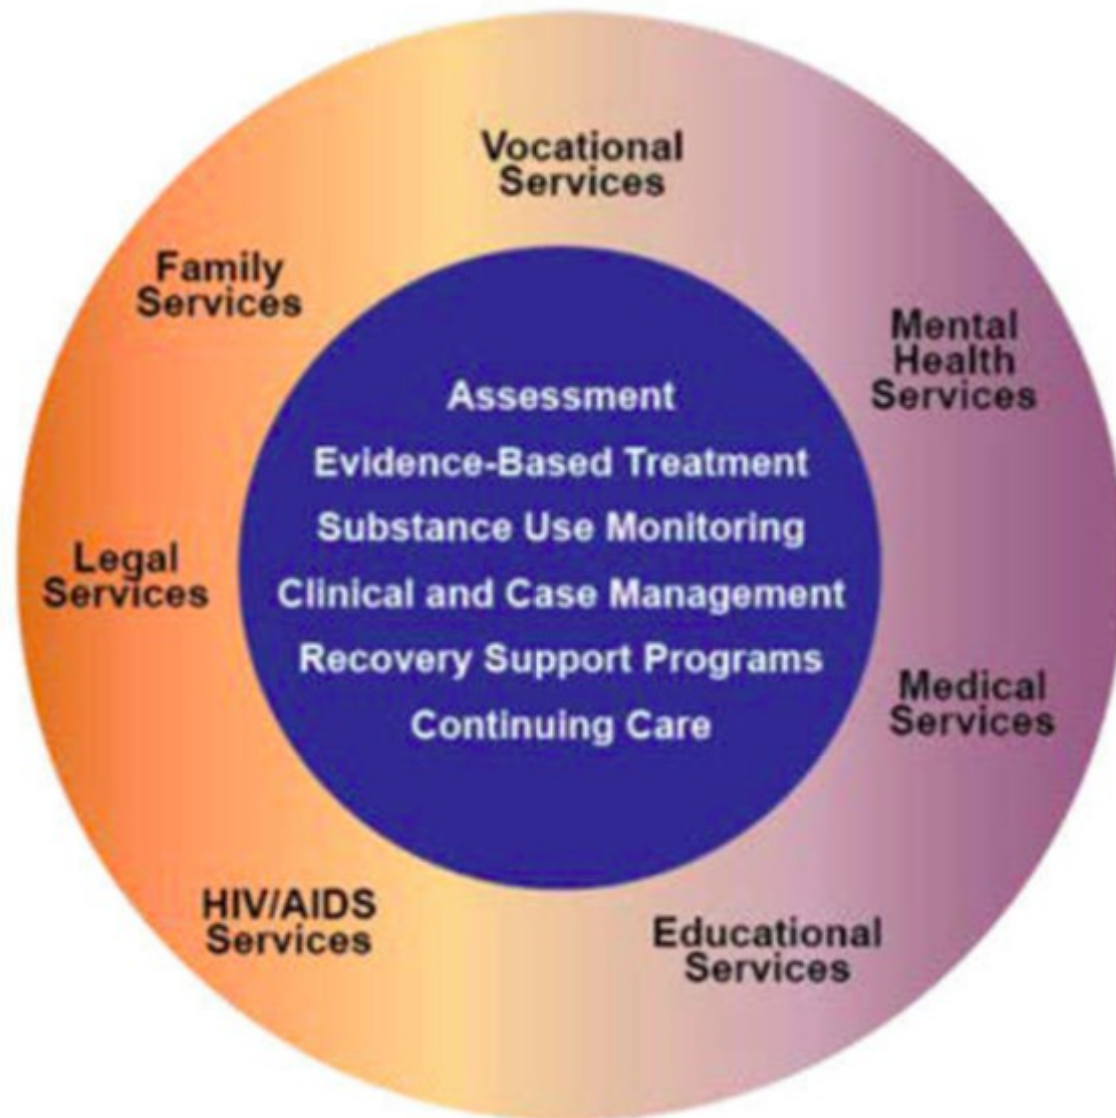 Vocational
Services
Family
Services
Mental
Health
Services
Assessment
Evidence-Based Treatment
Substance Use Monitoring
Clinical and Case Management
Recovery Support Programs
Continuing Care
Legal
Services
Medical
Services
HIV/AIDS
Services
Educational
Services